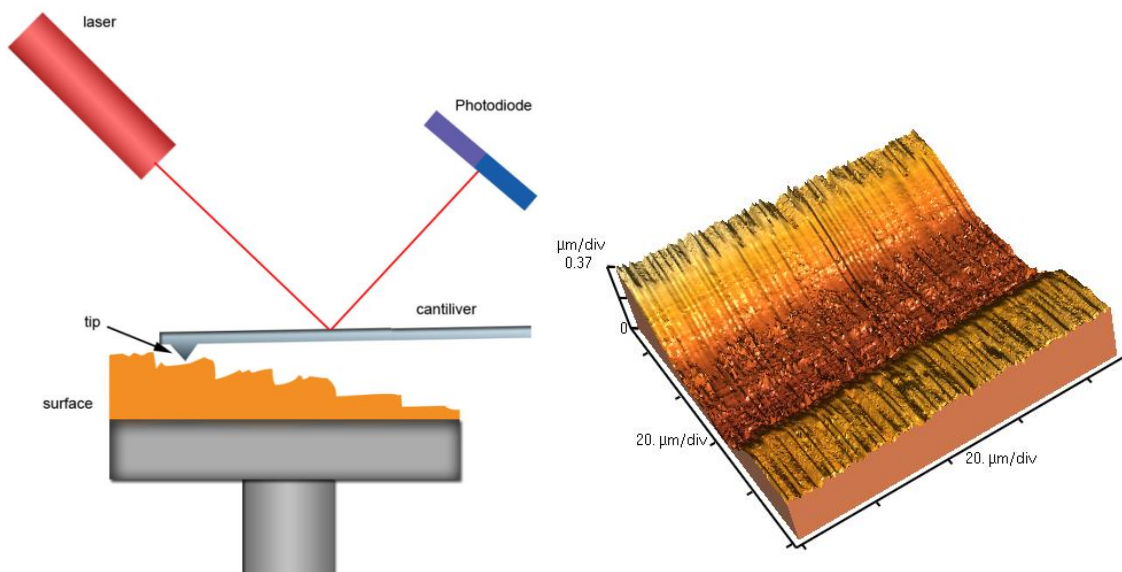 laser
Photodiode
cantiliver
tip
surface
µm/div
0.37
0
20. µm/div
20. µm/div